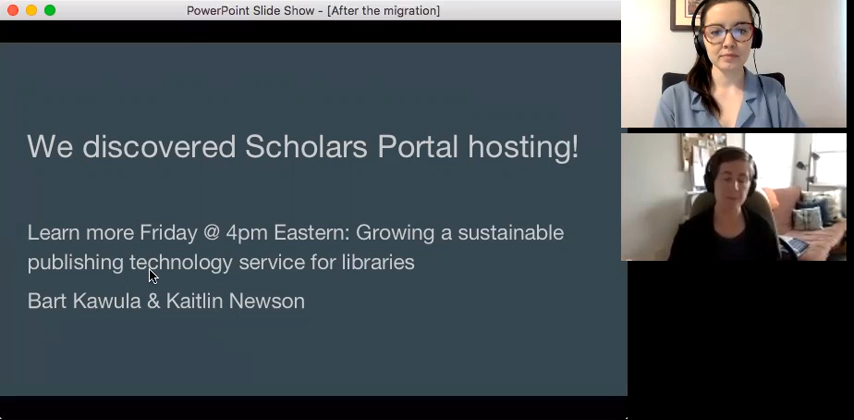 PowerPoint Slide Show - [After the migration]
We discovered Scholars Portal hosting!
Learn more Friday @ 4pm Eastern: Growing a sustainable
publishing technology service for libraries
Bart Kawula & Kaitlin Newson